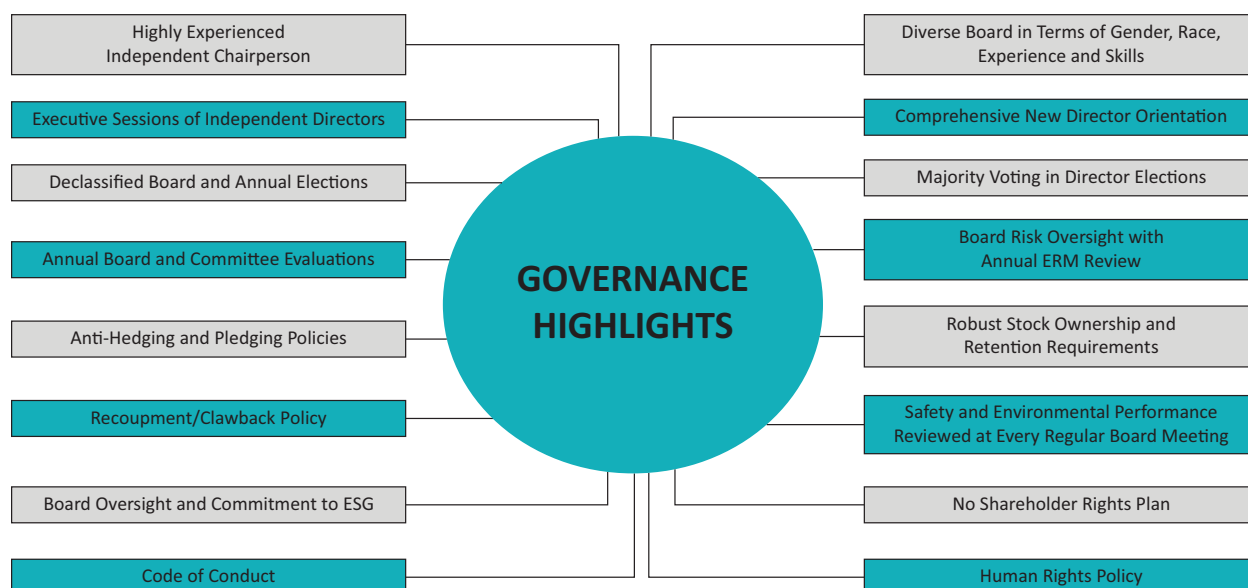 Highly Experienced
Independent Chairperson
Executive Sessions of Independent Directors
Declassified Board and Annual Elections
Annual Board and Committee Evaluations
Anti-Hedging and Pledging Policies
Recoupment/Clawback Policy
Board Oversight and Commitment to ESG
Code of Conduct
GOVERNANCE
HIGHLIGHTS
Diverse Board in Terms of Gender, Race,
Experience and Skills
Comprehensive New Director Orientation
Majority Voting in Director Elections
Board Risk Oversight with
Annual ERM Review
Robust Stock Ownership and
Retention Requirements
Safety and Environmental Performance
Reviewed at Every Regular Board Meeting
No Shareholder Rights Plan
Human Rights Policy